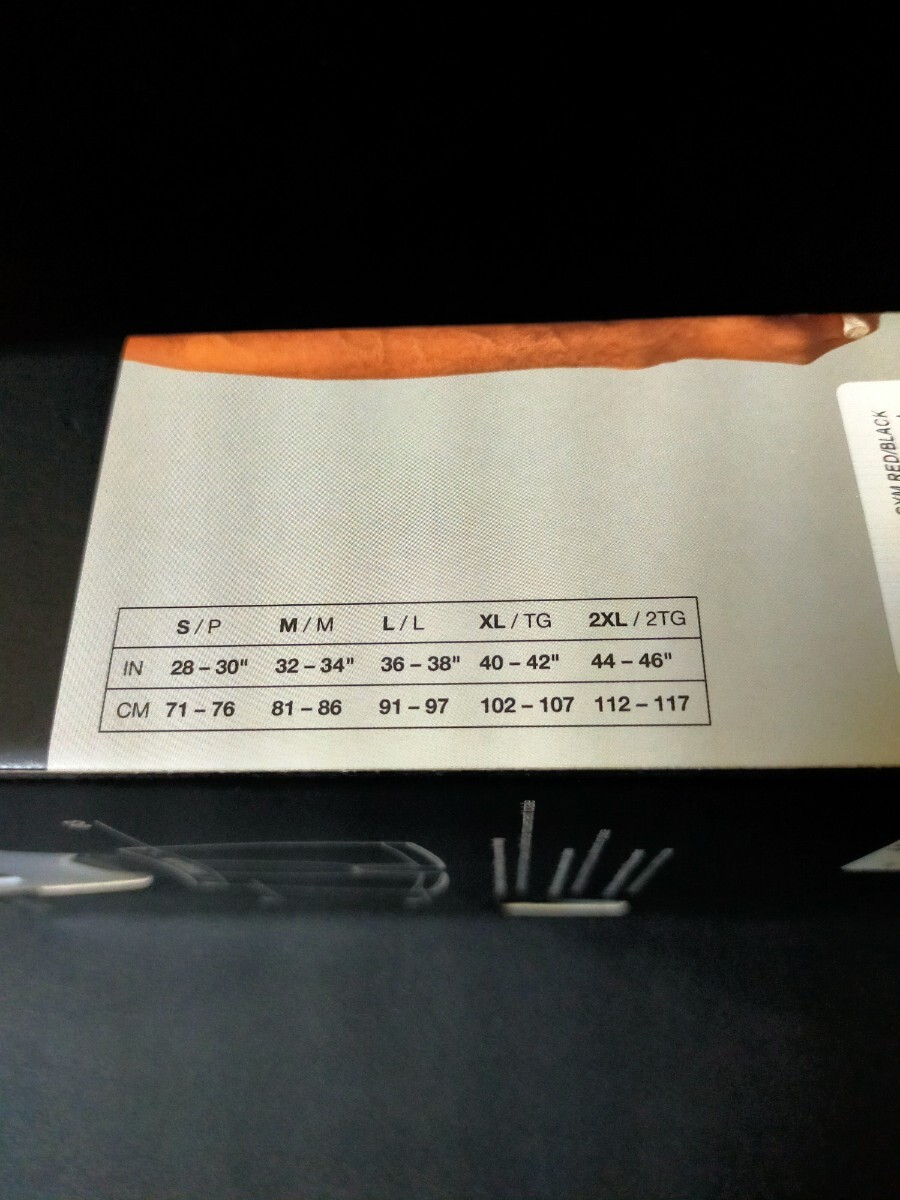 RED/BLACK
S / P M / M L / L XL / TG 2XL / 2TG
IN 28 – 30" 32 – 34" 36 – 38" 40 – 42" 44 – 46"
CM 71 – 76 81 – 86 91 – 97 102 – 107 112 – 117